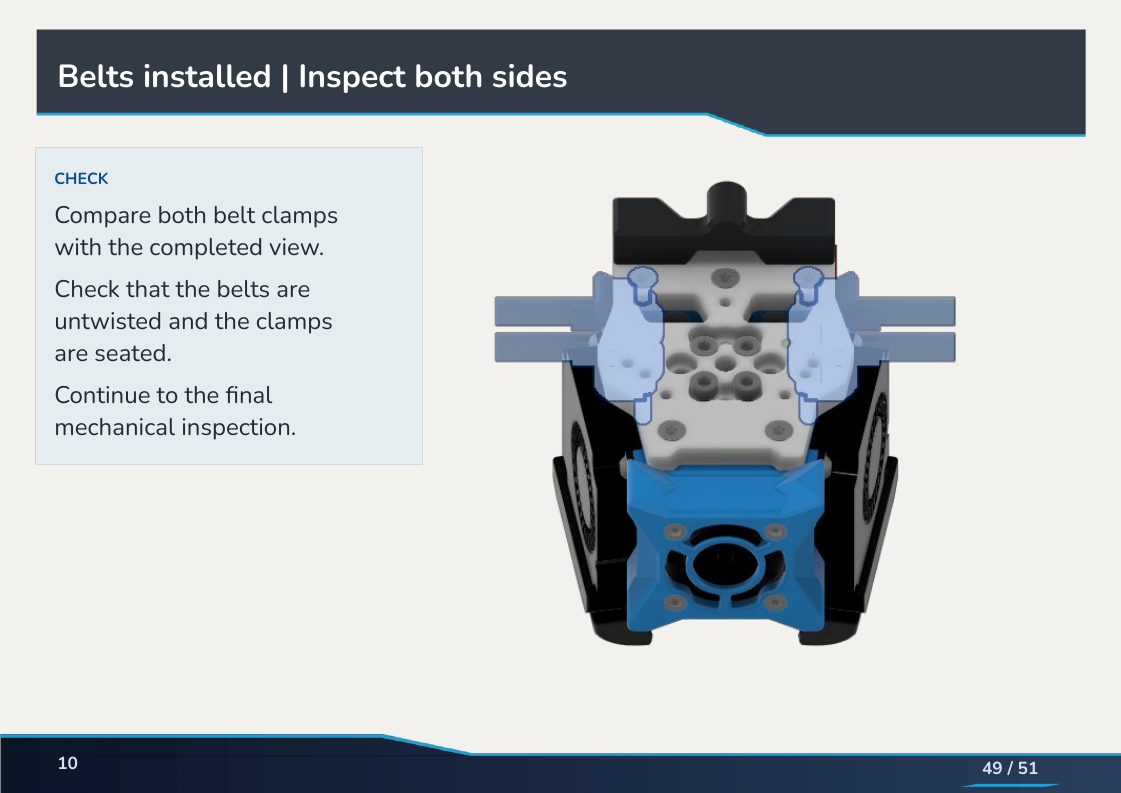 Belts installed | Inspect both sides
CHECK
Compare both belt clamps
with the completed view.
Check that the belts are
untwisted and the clamps
are seated.
Continue to the final
mechanical inspection.
10
49 / 51